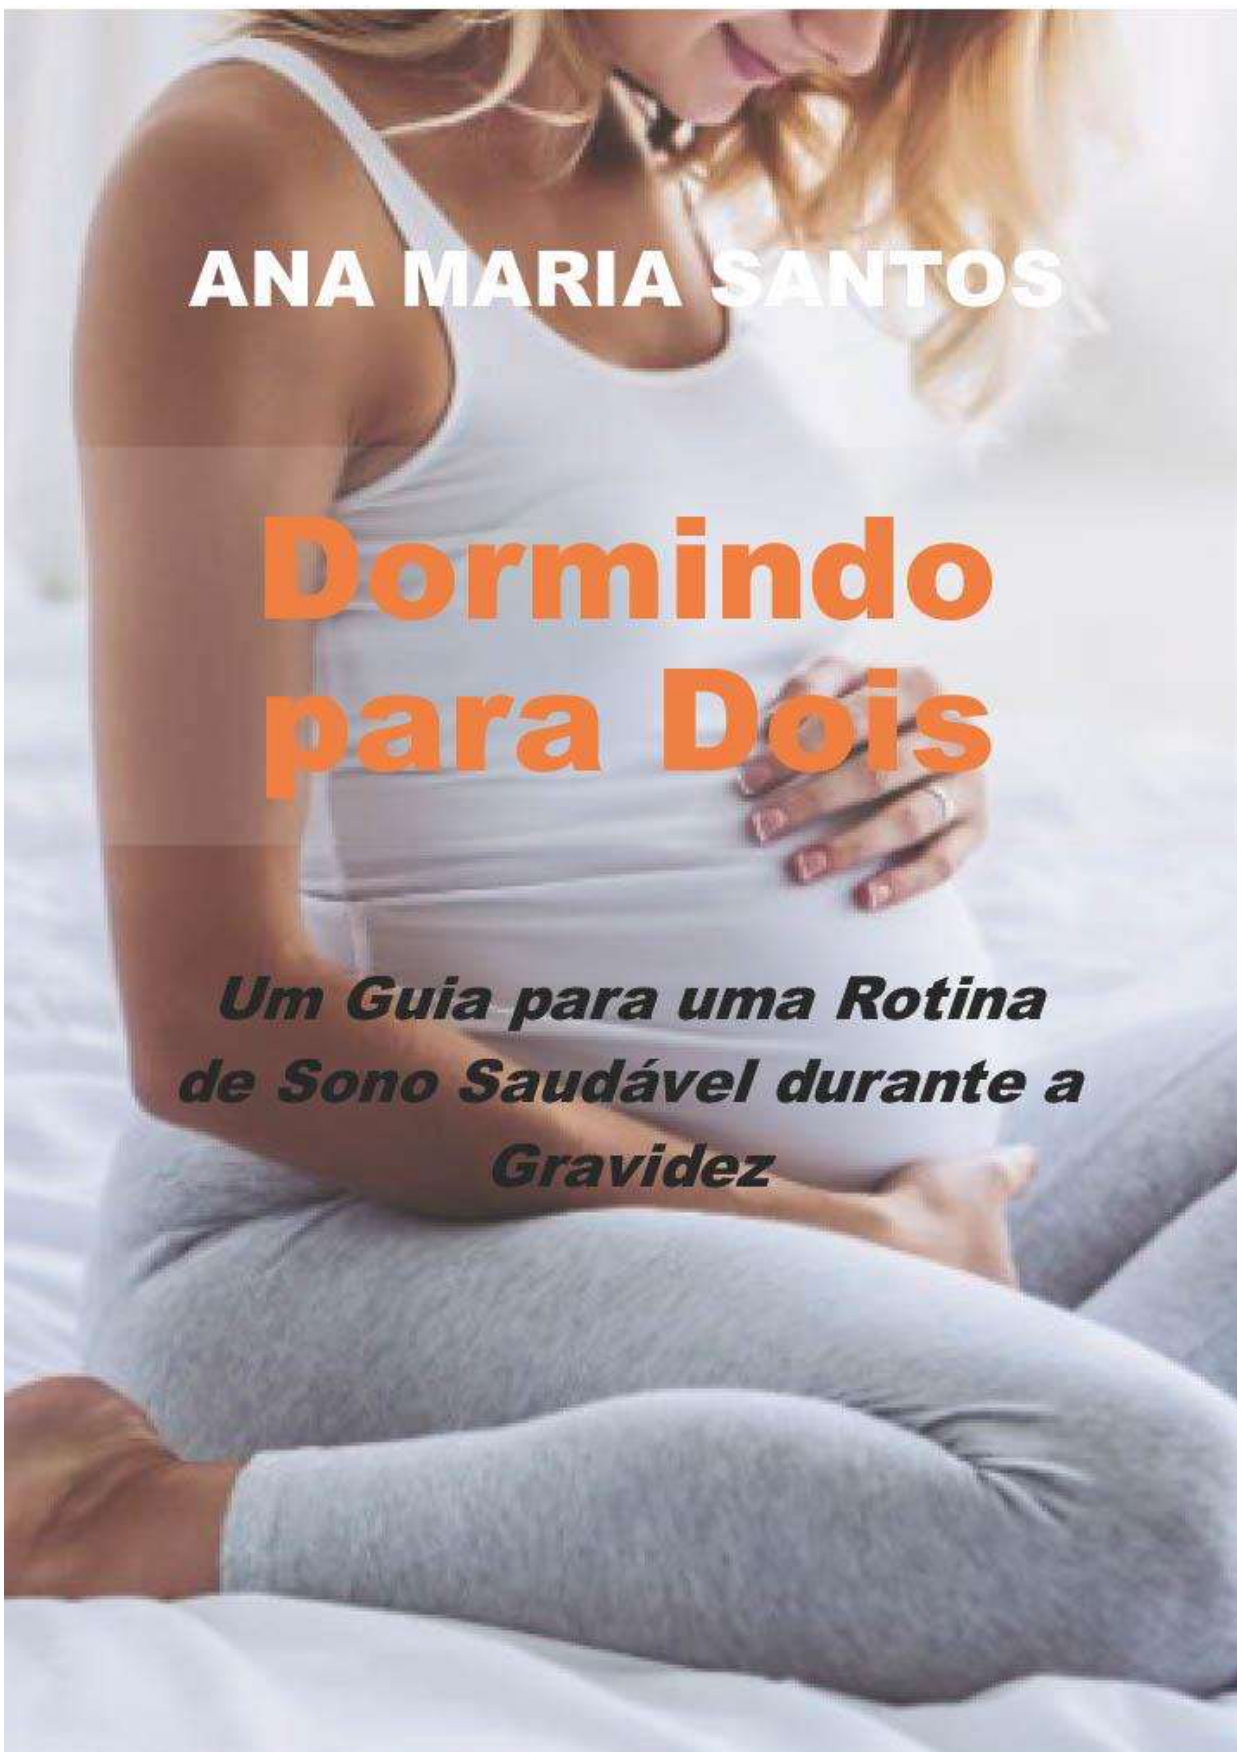 ANA MARIA SANTOS
Dormindo
para Dois
Um Guia para uma Rotina
de Sono Saudável durante a
Gravidez